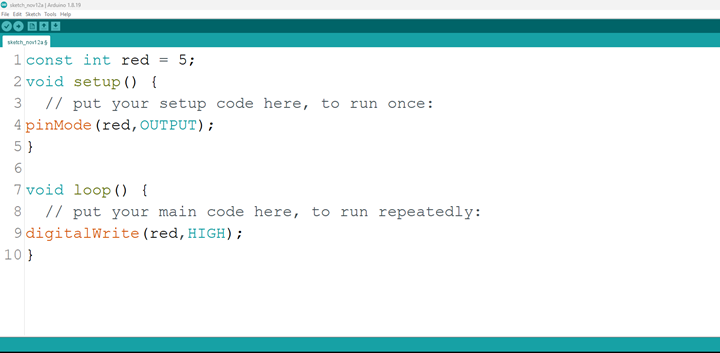 sketch_nov12a | Arduino 1.8.19
File Edit Sketch Tools Help
sketch_nov12a §
1 const int red = 5;
2 void setup() {
3   // put your setup code here, to run once:
4 pinMode(red,OUTPUT);
5 }
6
7 void loop() {
8   // put your main code here, to run repeatedly:
9 digitalWrite(red,HIGH);
10 }